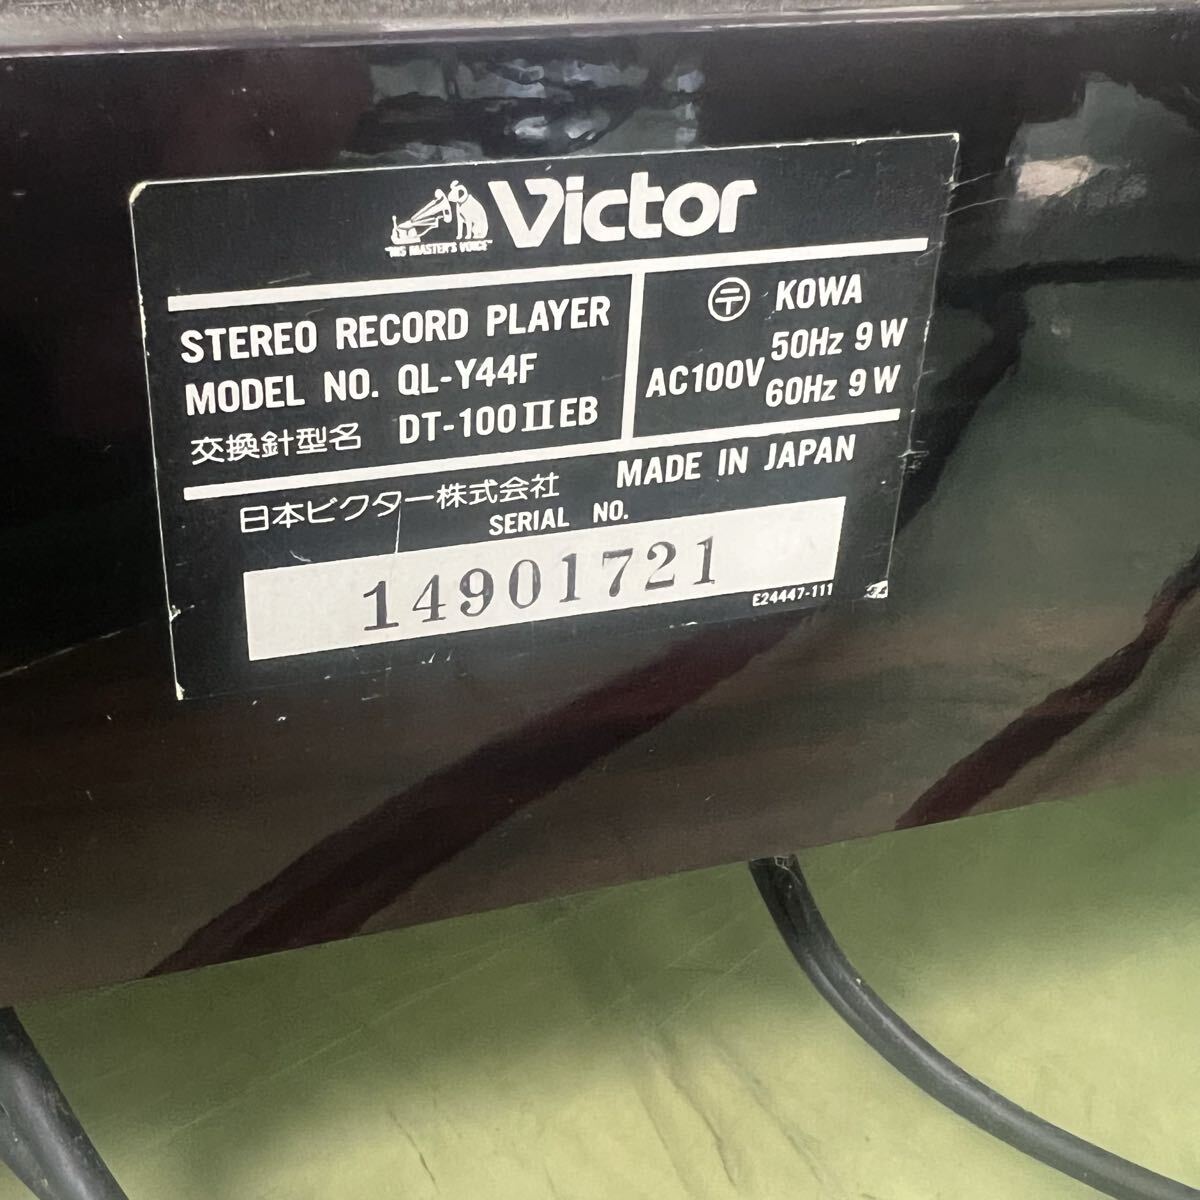 "HIS MASTER'S VOICE"
Victor
STEREO RECORD PLAYER
MODEL NO. QL-Y44F
交換針型名 DT-100ⅡEB
〒 KOWA
AC100V
50Hz 9W
60Hz 9W
日本ビクター株式会社 MADE IN JAPAN
SERIAL NO.
14901721
E24447-111